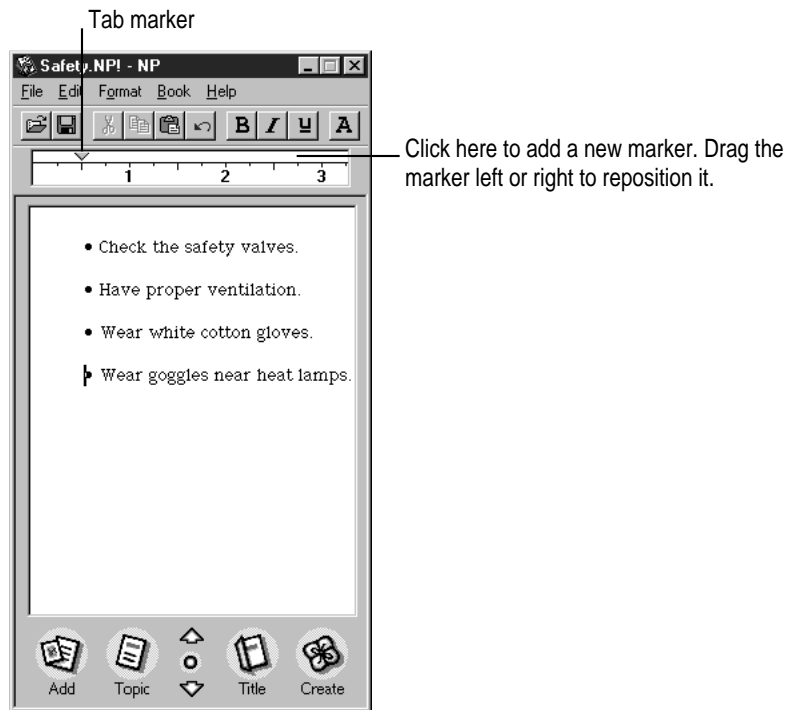 Tab marker
Safety.NP! - NP
File Edit Format Book Help
B I U A
Click here to add a new marker. Drag the
marker left or right to reposition it.
1 2 3
• Check the safety valves.
• Have proper ventilation.
• Wear white cotton gloves.
• Wear goggles near heat lamps.
Add Topic Title Create